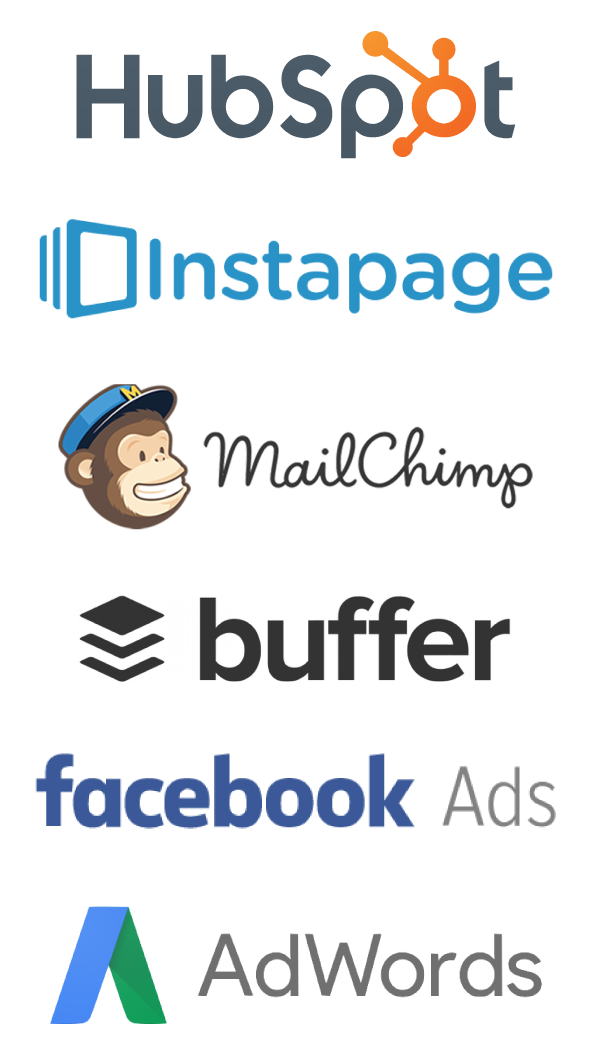 HubSpot
Instapage
M
MailChimp
buffer
facebook Ads
AdWords